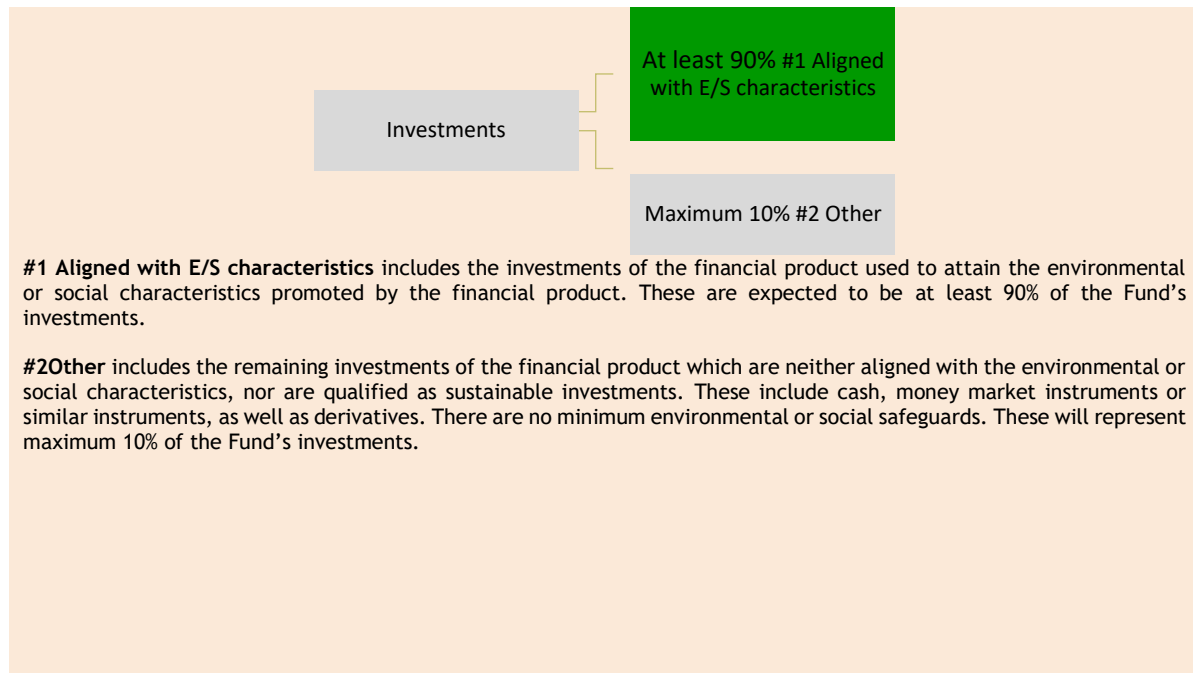 At least 90% #1 Aligned
with E/S characteristics
Investments
Maximum 10% #2 Other
#1 Aligned with E/S characteristics includes the investments of the financial product used to attain the environmental
or social characteristics promoted by the financial product. These are expected to be at least 90% of the Fund’s
investments.
#2Other includes the remaining investments of the financial product which are neither aligned with the environmental or
social characteristics, nor are qualified as sustainable investments. These include cash, money market instruments or
similar instruments, as well as derivatives. There are no minimum environmental or social safeguards. These will represent
maximum 10% of the Fund’s investments.